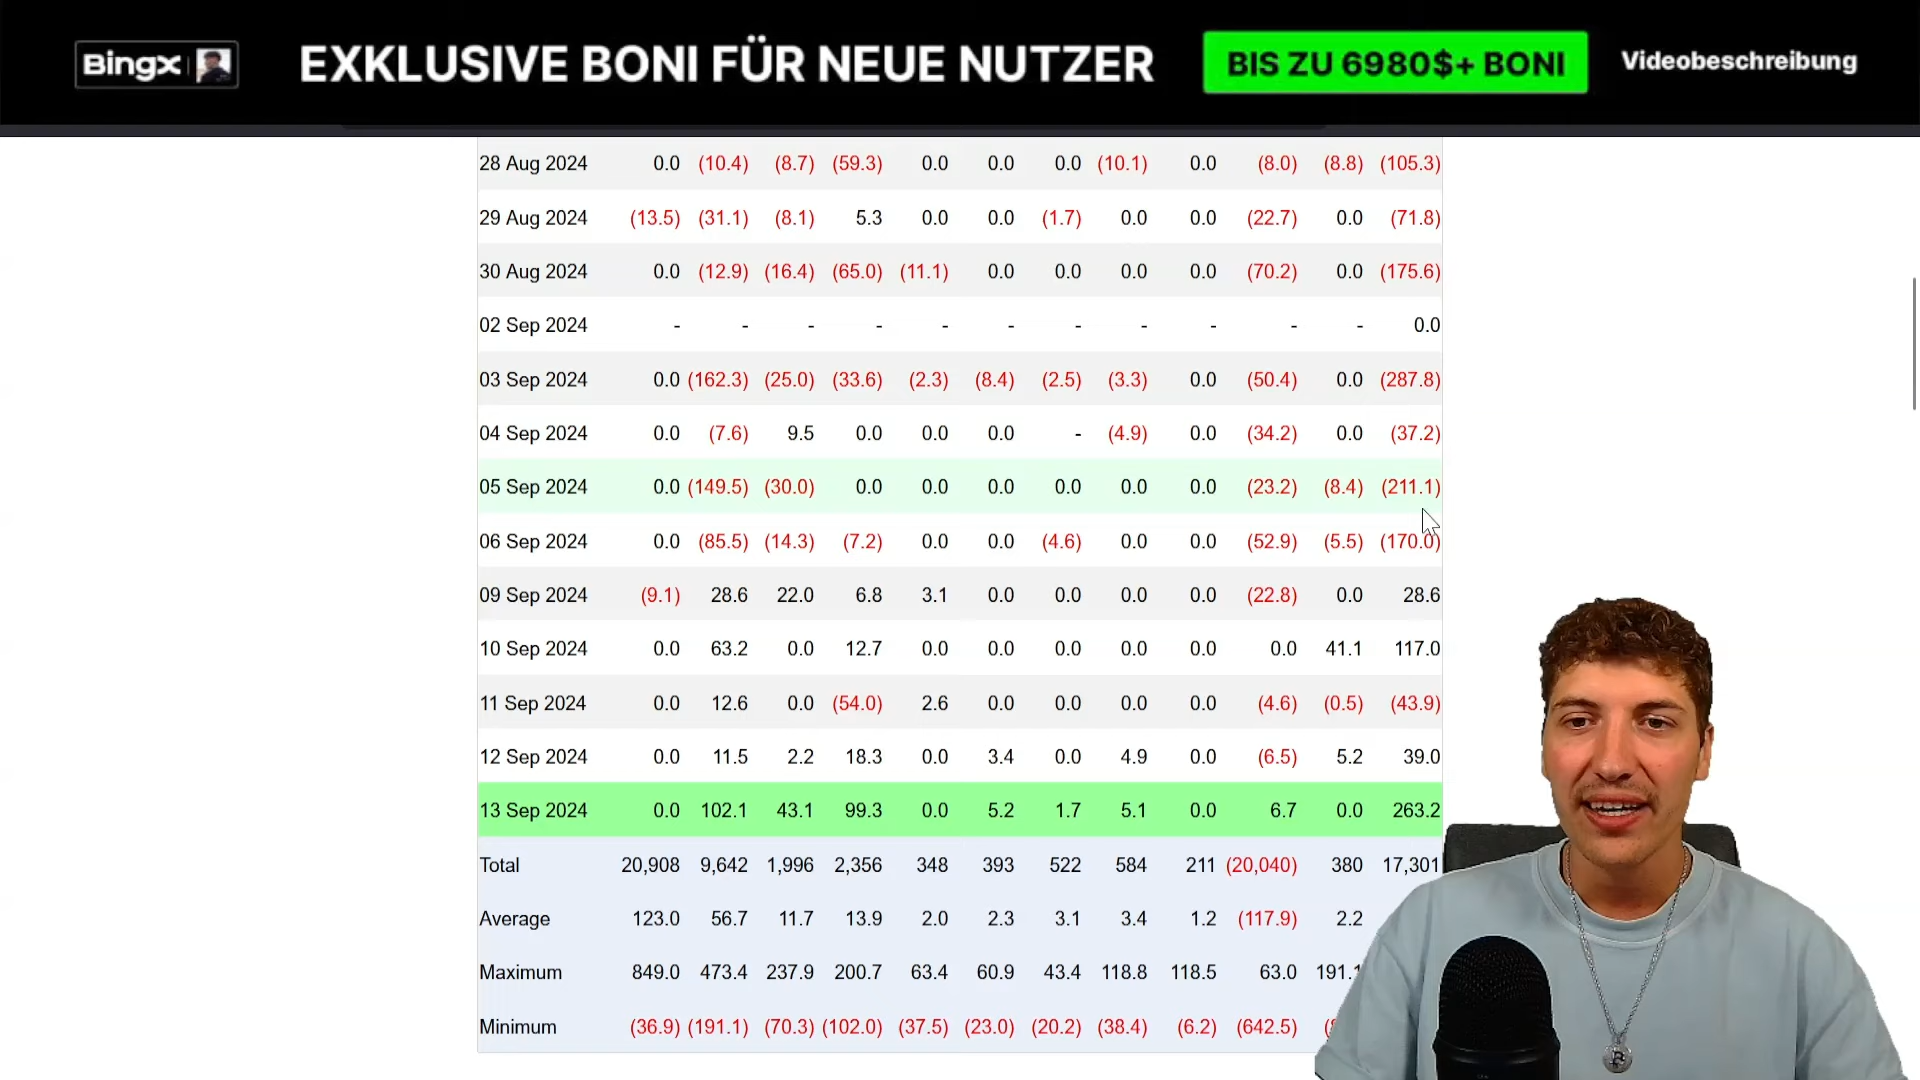 Bingx
EXKLUSIVE BONI FÜR NEUE NUTZER
BIS ZU 6980$+ BONI
Videobeschreibung
28 Aug 2024 0.0 (10.4) (8.7) (59.3) 0.0 0.0 0.0 (10.1) 0.0 (8.0) (8.8) (105.3)
29 Aug 2024 (13.5) (31.1) (8.1) 5.3 0.0 0.0 (1.7) 0.0 0.0 (22.7) 0.0 (71.8)
30 Aug 2024 0.0 (12.9) (16.4) (65.0) (11.1) 0.0 0.0 0.0 0.0 (70.2) 0.0 (175.6)
02 Sep 2024 - - - - - - - - - - - 0.0
03 Sep 2024 0.0 (162.3) (25.0) (33.6) (2.3) (8.4) (2.5) (3.3) 0.0 (50.4) 0.0 (287.8)
04 Sep 2024 0.0 (7.6) 9.5 0.0 0.0 0.0 - (4.9) 0.0 (34.2) 0.0 (37.2)
05 Sep 2024 0.0 (149.5) (30.0) 0.0 0.0 0.0 0.0 0.0 0.0 (23.2) (8.4) (211.1)
06 Sep 2024 0.0 (85.5) (14.3) (7.2) 0.0 0.0 (4.6) 0.0 0.0 (52.9) (5.5) (170.0)
09 Sep 2024 (9.1) 28.6 22.0 6.8 3.1 0.0 0.0 0.0 0.0 (22.8) 0.0 28.6
10 Sep 2024 0.0 63.2 0.0 12.7 0.0 0.0 0.0 0.0 0.0 0.0 41.1 117.0
11 Sep 2024 0.0 12.6 0.0 (54.0) 2.6 0.0 0.0 0.0 0.0 (4.6) (0.5) (43.9)
12 Sep 2024 0.0 11.5 2.2 18.3 0.0 3.4 0.0 4.9 0.0 (6.5) 5.2 39.0
13 Sep 2024 0.0 102.1 43.1 99.3 0.0 5.2 1.7 5.1 0.0 6.7 0.0 263.2
Total 20,908 9,642 1,996 2,356 348 393 522 584 211 (20,040) 380 17,301
Average 123.0 56.7 11.7 13.9 2.0 2.3 3.1 3.4 1.2 (117.9) 2.2
Maximum 849.0 473.4 237.9 200.7 63.4 60.9 43.4 118.8 118.5 63.0 191.1
Minimum (36.9) (191.1) (70.3) (102.0) (37.5) (23.0) (20.2) (38.4) (6.2) (642.5)